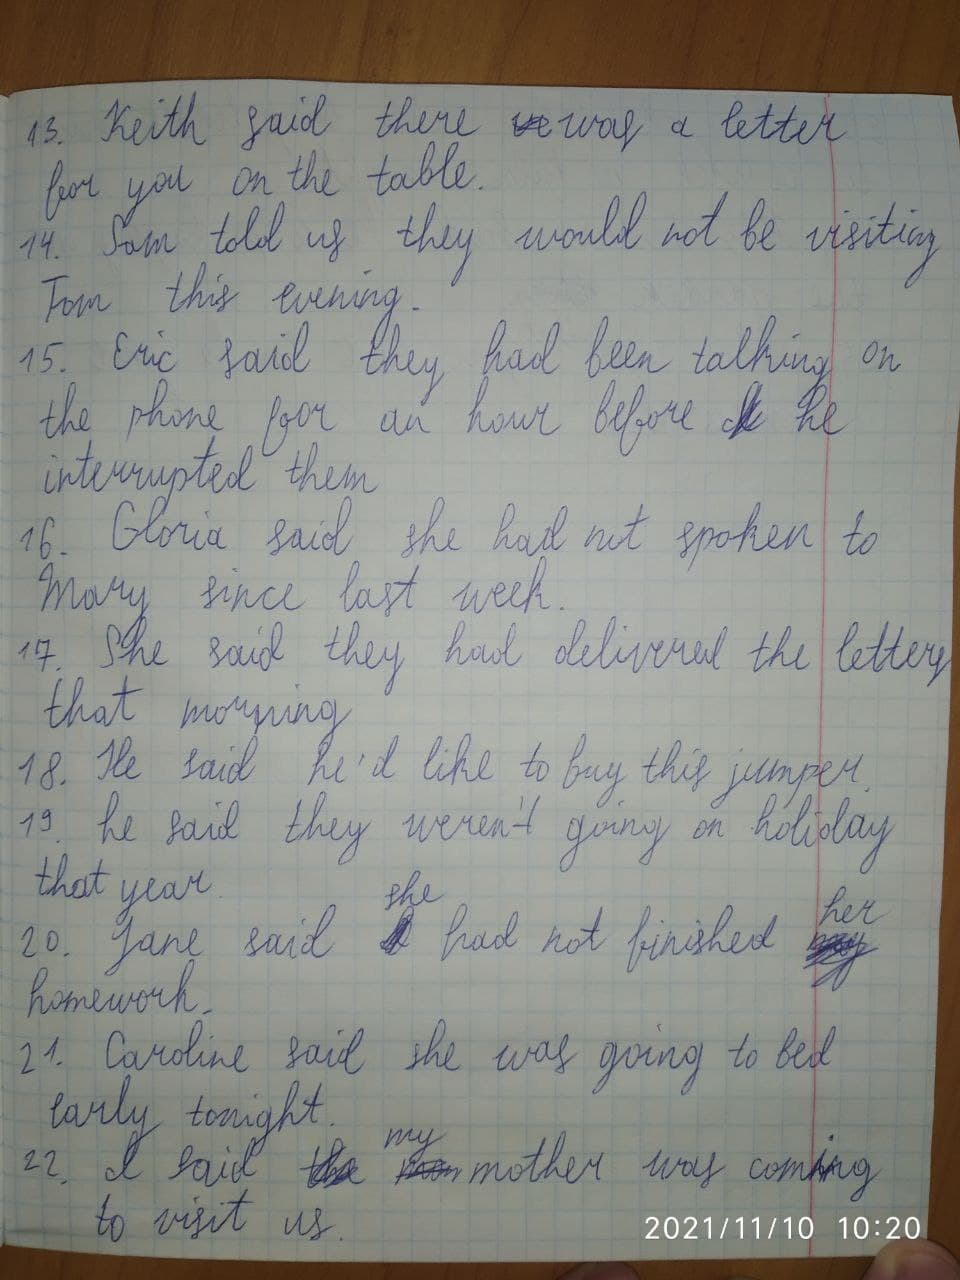 13. Keith said there was a letter
for you on the table.
14. Sam told us they would not be visiting
Tom this evening.
15. Eric said they had been talking on
the phone for an hour before he
interrupted them
16. Gloria said she had not spoken to
Mary since last week.
17. She said they had delivered the letters
that morning
18. He said he'd like to buy this jumper.
19. he said they weren't going on holiday
that year.
20. Jane said she had not finished her
homework.
21. Caroline said she was going to bed
early tonight.
22. I said my mother was coming
to visit us.
2021/11/10 10:20